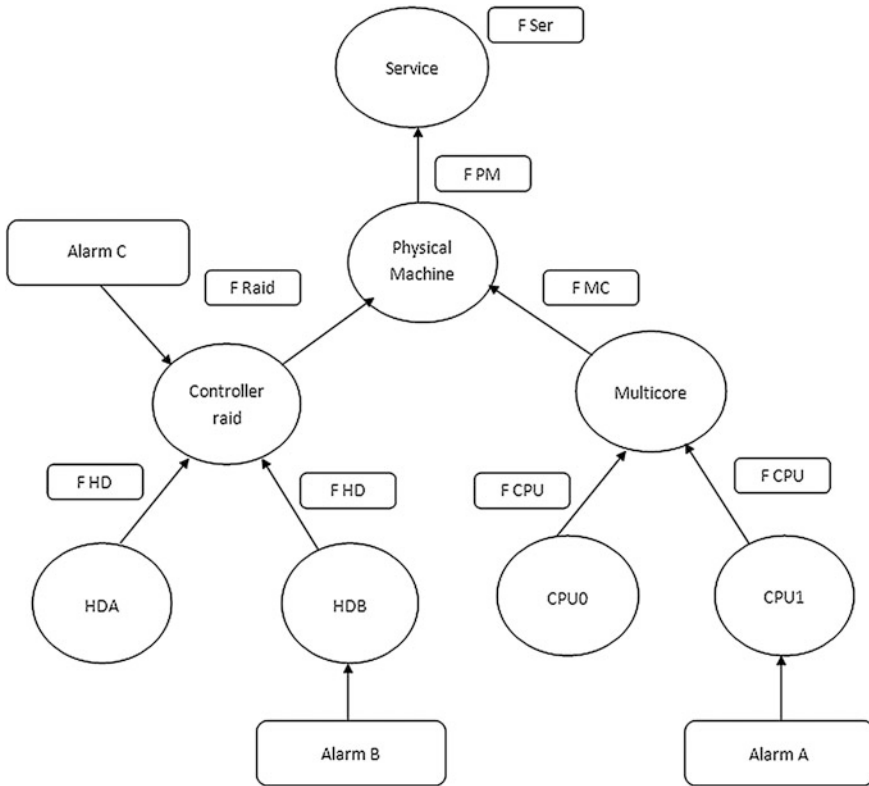 F Ser
Service
F PM
Alarm C
Physical
Machine
F Raid
F MC
Controller
raid
Multicore
F HD
F HD
F CPU
F CPU
HDA
HDB
CPU0
CPU1
Alarm B
Alarm A